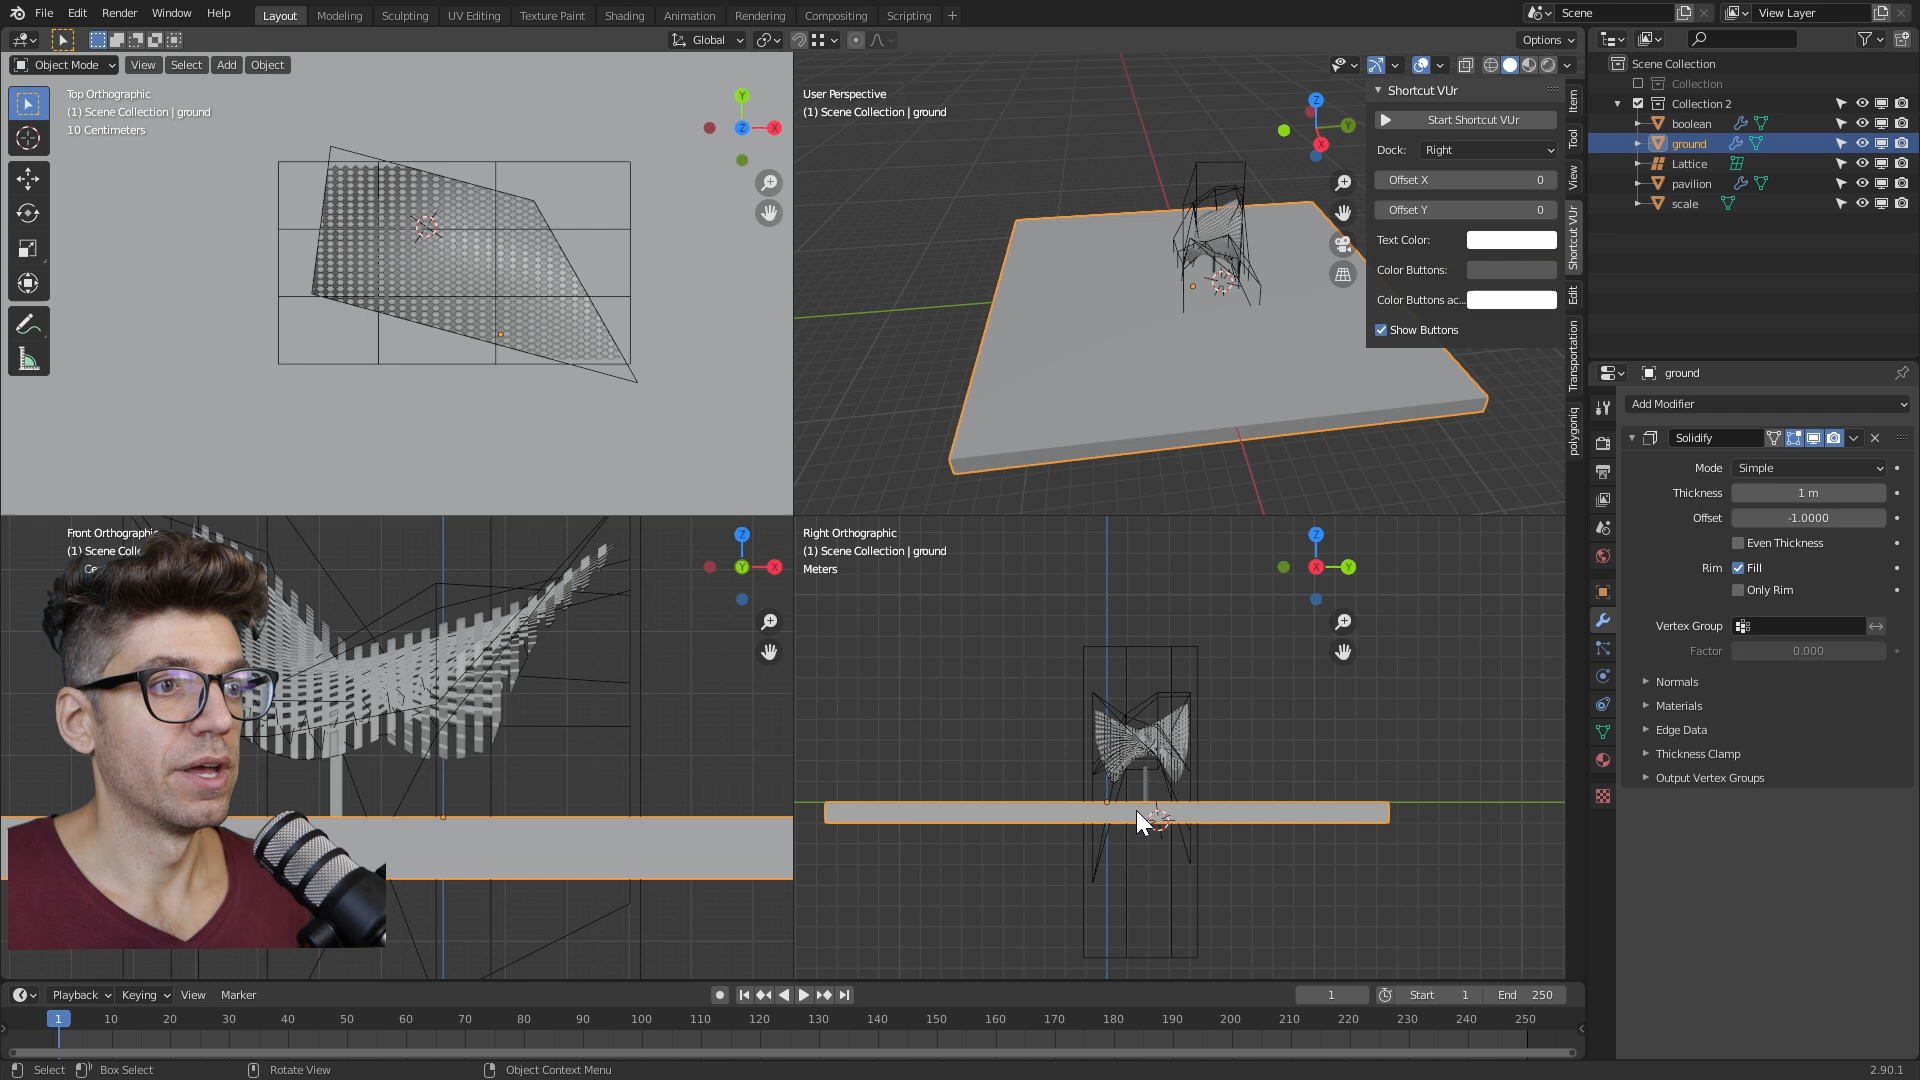 File Edit Render Window Help Layout Modeling Sculpting UV Editing Texture Paint Shading Animation Rendering Compositing Scripting Scene View Layer
Global Options
Object Mode View Select Add Object
Top Orthographic
(1) Scene Collection | ground
10 Centimeters
Y
X
Z
User Perspective
(1) Scene Collection | ground
Z
Y
X
Shortcut VUr
Start Shortcut VUr
Dock: Right
Offset X 0
Offset Y 0
Text Color:
Color Buttons:
Color Buttons ac...
Show Buttons
Item
Tool
View
Shortcut VUr
Edit
Transportation
polygoniq
Scene Collection
Collection
Collection 2
boolean
ground
Lattice
pavilion
scale
ground
Add Modifier
Solidify
Mode Simple
Thickness 1 m
Offset -1.0000
Even Thickness
Rim Fill
Only Rim
Vertex Group
Factor 0.000
Normals
Materials
Edge Data
Thickness Clamp
Output Vertex Groups
Front Orthographic
(1) Scene Colle
Ce
Z
Y
X
Right Orthographic
(1) Scene Collection | ground
Meters
Z
X
Y
Playback Keying View Marker 1 Start 1 End 250
1 10 20 30 40 50 60 70 80 90 100 110 120 130 140 150 160 170 180 190 200 210 220 230 240 250
Select Box Select Rotate View Object Context Menu 2.90.1